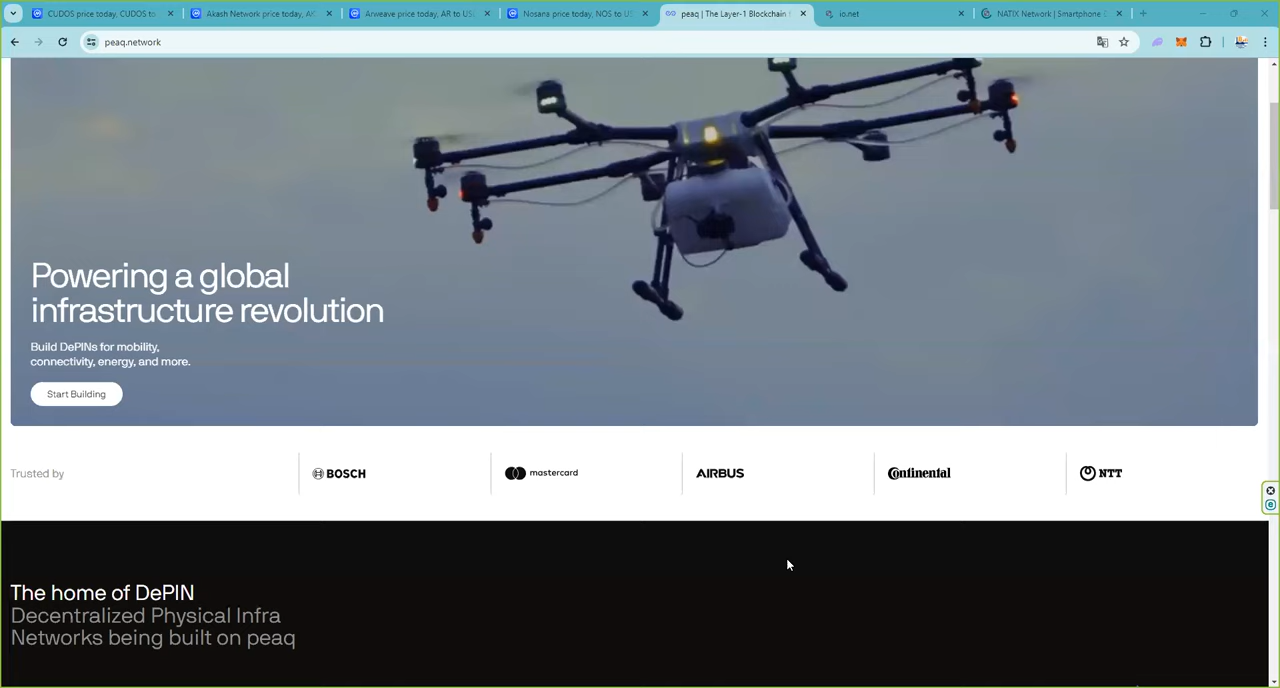 CUDOS price today, CUDOS to
Akash Network price today, AK
Arweave price today, AR to US
Nosana price today, NOS to U
peaq | The Layer-1 Blockchain
io.net
NATIX Network | Smartphone
peaq.network
Powering a global
infrastructure revolution
Build DePINs for mobility,
connectivity, energy, and more.
Start Building
Trusted by
BOSCH
mastercard
AIRBUS
Continental
NTT
The home of DePIN
Decentralized Physical Infra
Networks being built on peaq